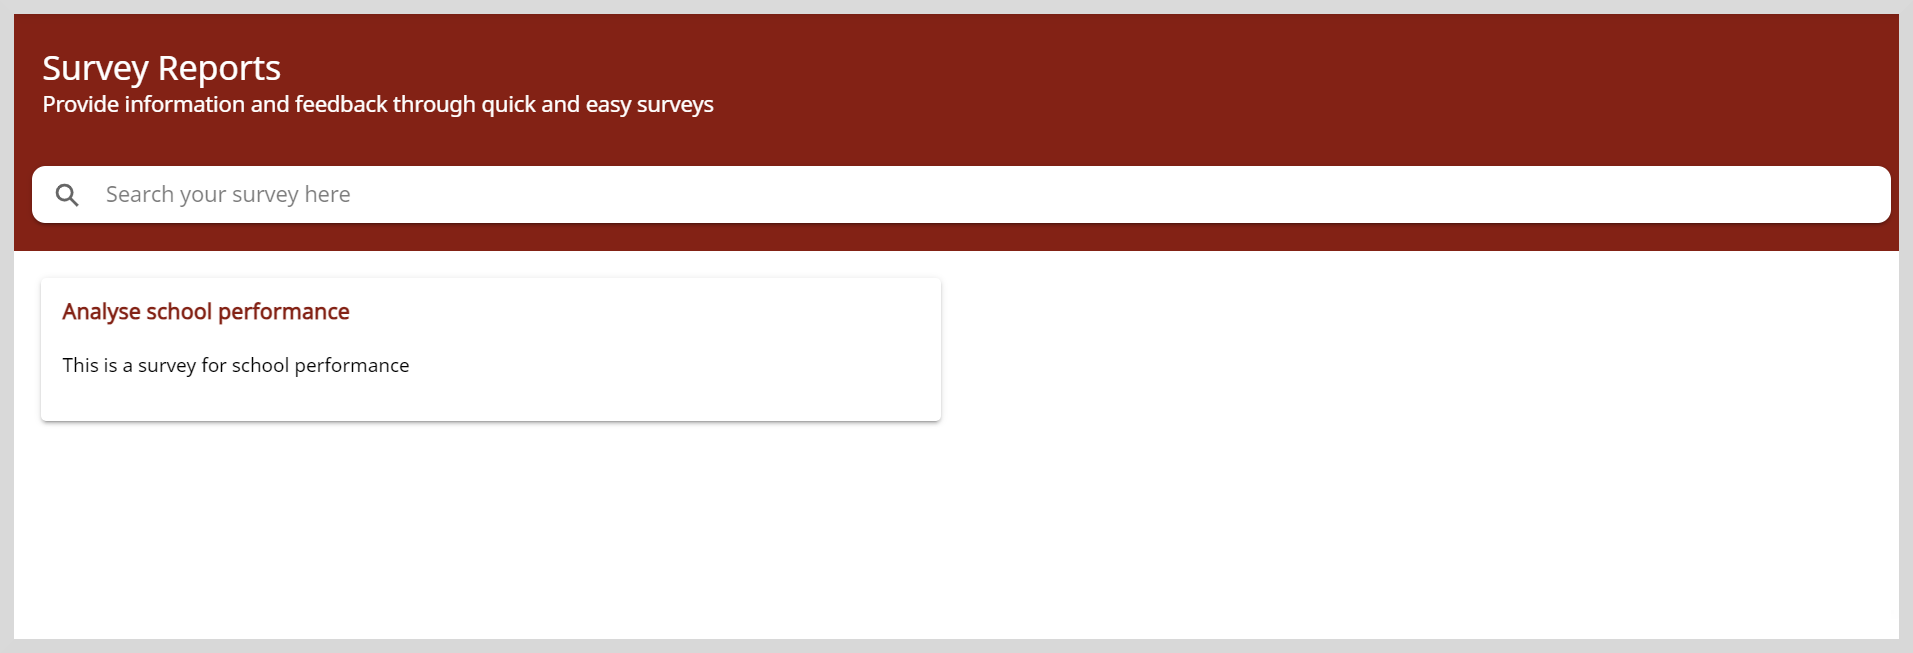 Survey Reports
Provide information and feedback through quick and easy surveys
Search your survey here
Analyse school performance
This is a survey for school performance